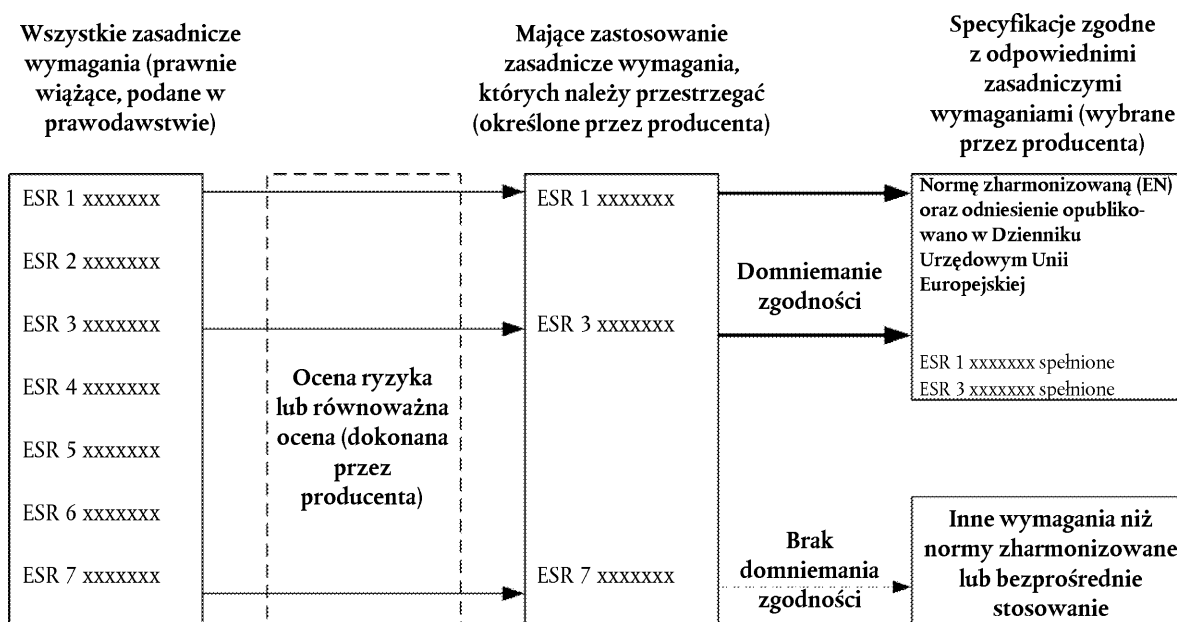 Wszystkie zasadnicze
wymagania (prawnie
wiążące, podane w
prawodawstwie)
Mające zastosowanie
zasadnicze wymagania,
których należy przestrzegać
(określone przez producenta)
Specyfikacje zgodne
z odpowiednimi
zasadniczymi
wymaganiami (wybrane
przez producenta)
ESR 1 xxxxxxx
ESR 2 xxxxxxx
ESR 3 xxxxxxx
ESR 4 xxxxxxx
ESR 5 xxxxxxx
ESR 6 xxxxxxx
ESR 7 xxxxxxx
Ocena ryzyka
lub równoważna
ocena (dokonana
przez
producenta)
ESR 1 xxxxxxx
ESR 3 xxxxxxx
ESR 7 xxxxxxx
Domniemanie
zgodności
Brak
domniemania
zgodności
Normę zharmonizowaną (EN)
oraz odniesienie opubliko-
wano w Dzienniku
Urzędowym Unii
Europejskiej
ESR 1 xxxxxxx spełnione
ESR 3 xxxxxxx spełnione
Inne wymagania niż
normy zharmonizowane
lub bezprośrednie
stosowanie